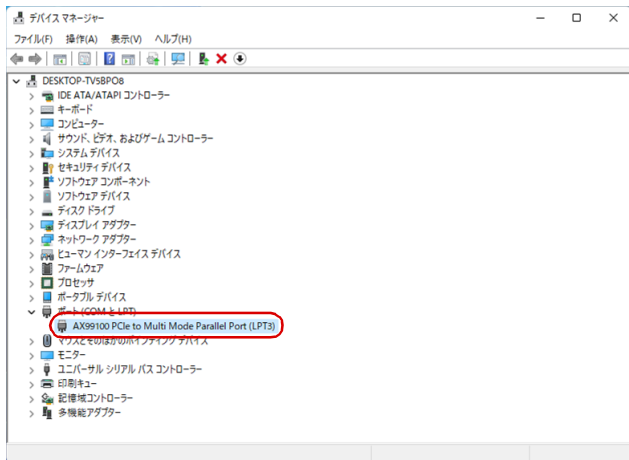 デバイス マネージャー
ファイル(F) 操作(A) 表示(V) ヘルプ(H)
DESKTOP-TV5BPO8
IDE ATA/ATAPI コントローラー
キーボード
コンピューター
サウンド、ビデオ、およびゲーム コントローラー
システム デバイス
セキュリティ デバイス
ソフトウェア コンポーネント
ソフトウェア デバイス
ディスク ドライブ
ディスプレイ アダプター
ネットワーク アダプター
ヒューマン インターフェイス デバイス
ファームウェア
プロセッサ
ポータブル デバイス
ポート (COM と LPT)
AX99100 PCIe to Multi Mode Parallel Port (LPT3)
マウスとそのほかのポインティング デバイス
モニター
ユニバーサル シリアル バス コントローラー
印刷キュー
記憶域コントローラー
多機能アダプター